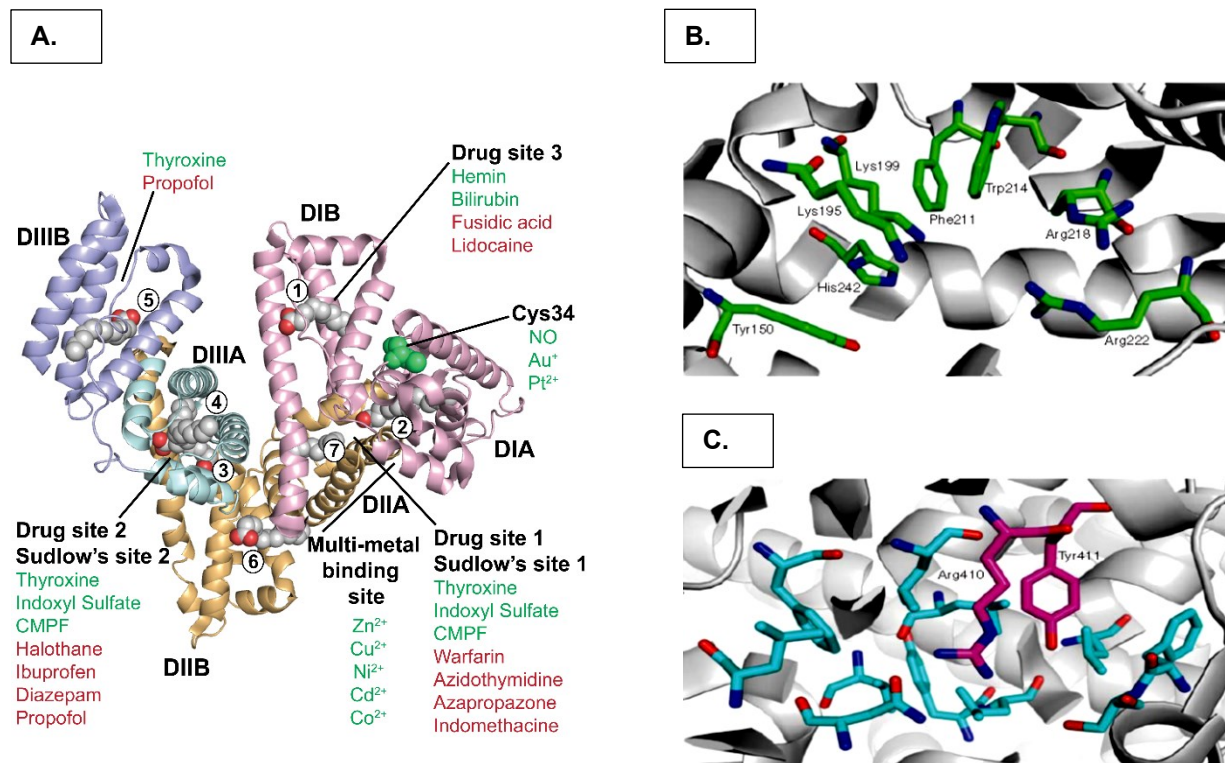 A.
Thyroxine
Propofol
DIIIB
5
DIIIA
4
3
Drug site 2
Sudlow's site 2
Thyroxine
Indoxyl Sulfate
CMPF
Halothane
Ibuprofen
Diazepam
Propofol
DIIB
6
DIB
1
Drug site 3
Hemin
Bilirubin
Fusidic acid
Lidocaine
Cys34
NO
Au⁺
Pt²⁺
2
DIA
7
DIIA
Multi-metal
binding
site
Zn²⁺
Cu²⁺
Ni²⁺
Cd²⁺
Co²⁺
Drug site 1
Sudlow's site 1
Thyroxine
Indoxyl Sulfate
CMPF
Warfarin
Azidothymidine
Azapropazone
Indomethacine
B.
Lys199
Trp214
Lys195
Phe211
Arg218
His242
Tyr150
Arg222
C.
Arg410
Tyr411